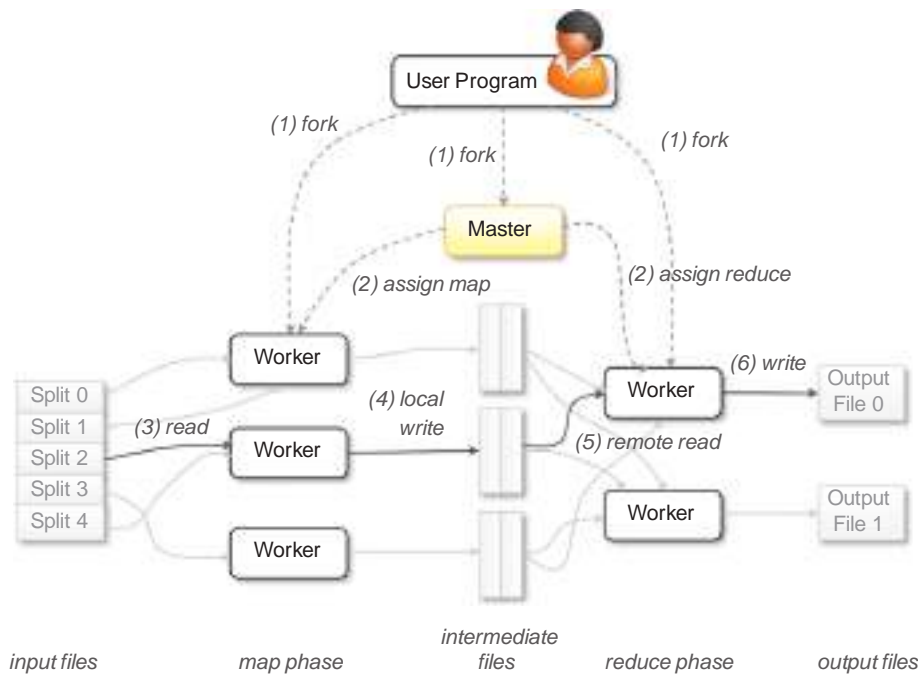 User Program
(1) fork
(1) fork
(1) fork
Master
(2) assign map
(2) assign reduce
Worker
Worker
(6) write
Output
File 0
Split 0
Split 1
Split 2
Split 3
Split 4
(3) read
(4) local
write
Worker
(5) remote read
Worker
Output
File 1
Worker
input files
map phase
intermediate
files
reduce phase
output files